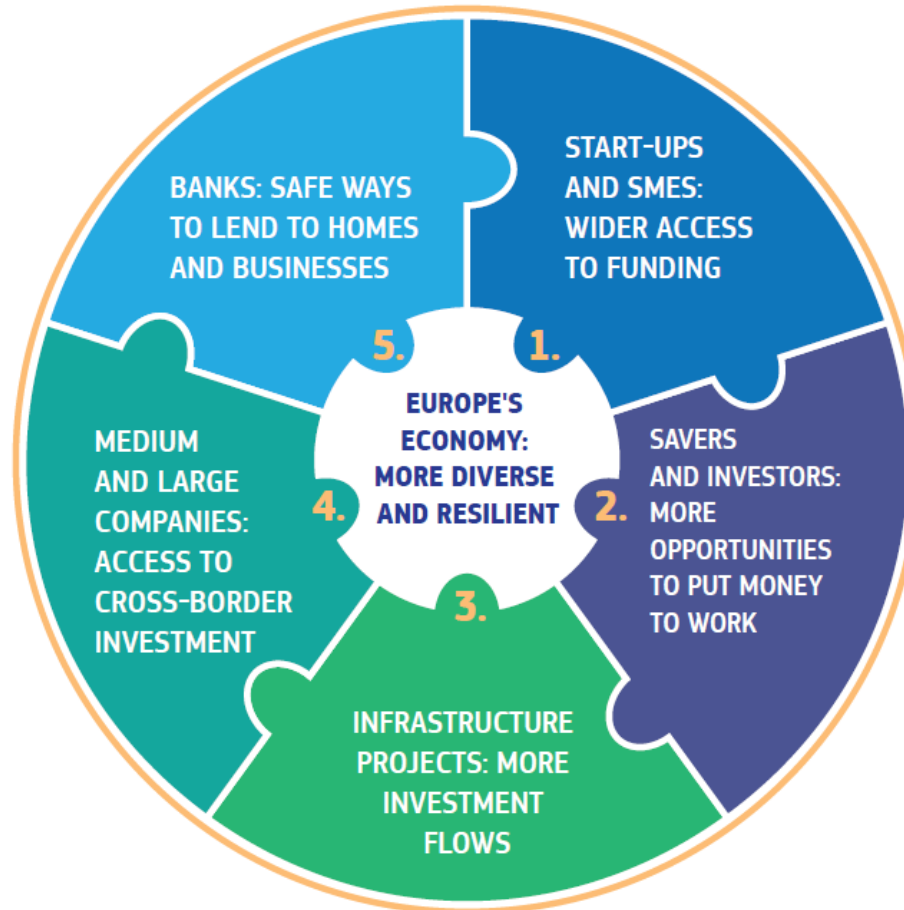 1.
START-UPS
AND SMES:
WIDER ACCESS
TO FUNDING
2.
SAVERS
AND INVESTORS:
MORE
OPPORTUNITIES
TO PUT MONEY
TO WORK
3.
INFRASTRUCTURE
PROJECTS: MORE
INVESTMENT
FLOWS
4.
MEDIUM
AND LARGE
COMPANIES:
ACCESS TO
CROSS-BORDER
INVESTMENT
5.
BANKS: SAFE WAYS
TO LEND TO HOMES
AND BUSINESSES
EUROPE'S
ECONOMY:
MORE DIVERSE
AND RESILIENT